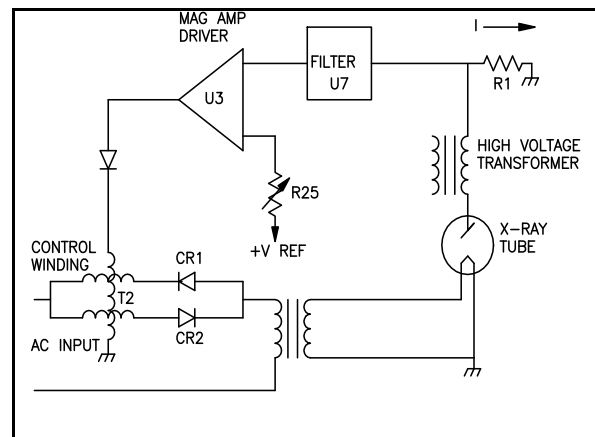 MAG AMP
DRIVER
I
FILTER
U7
U3
R1
HIGH VOLTAGE
TRANSFORMER
R25
X-RAY
TUBE
+V REF
CONTROL
WINDING
CR1
T2
CR2
AC INPUT